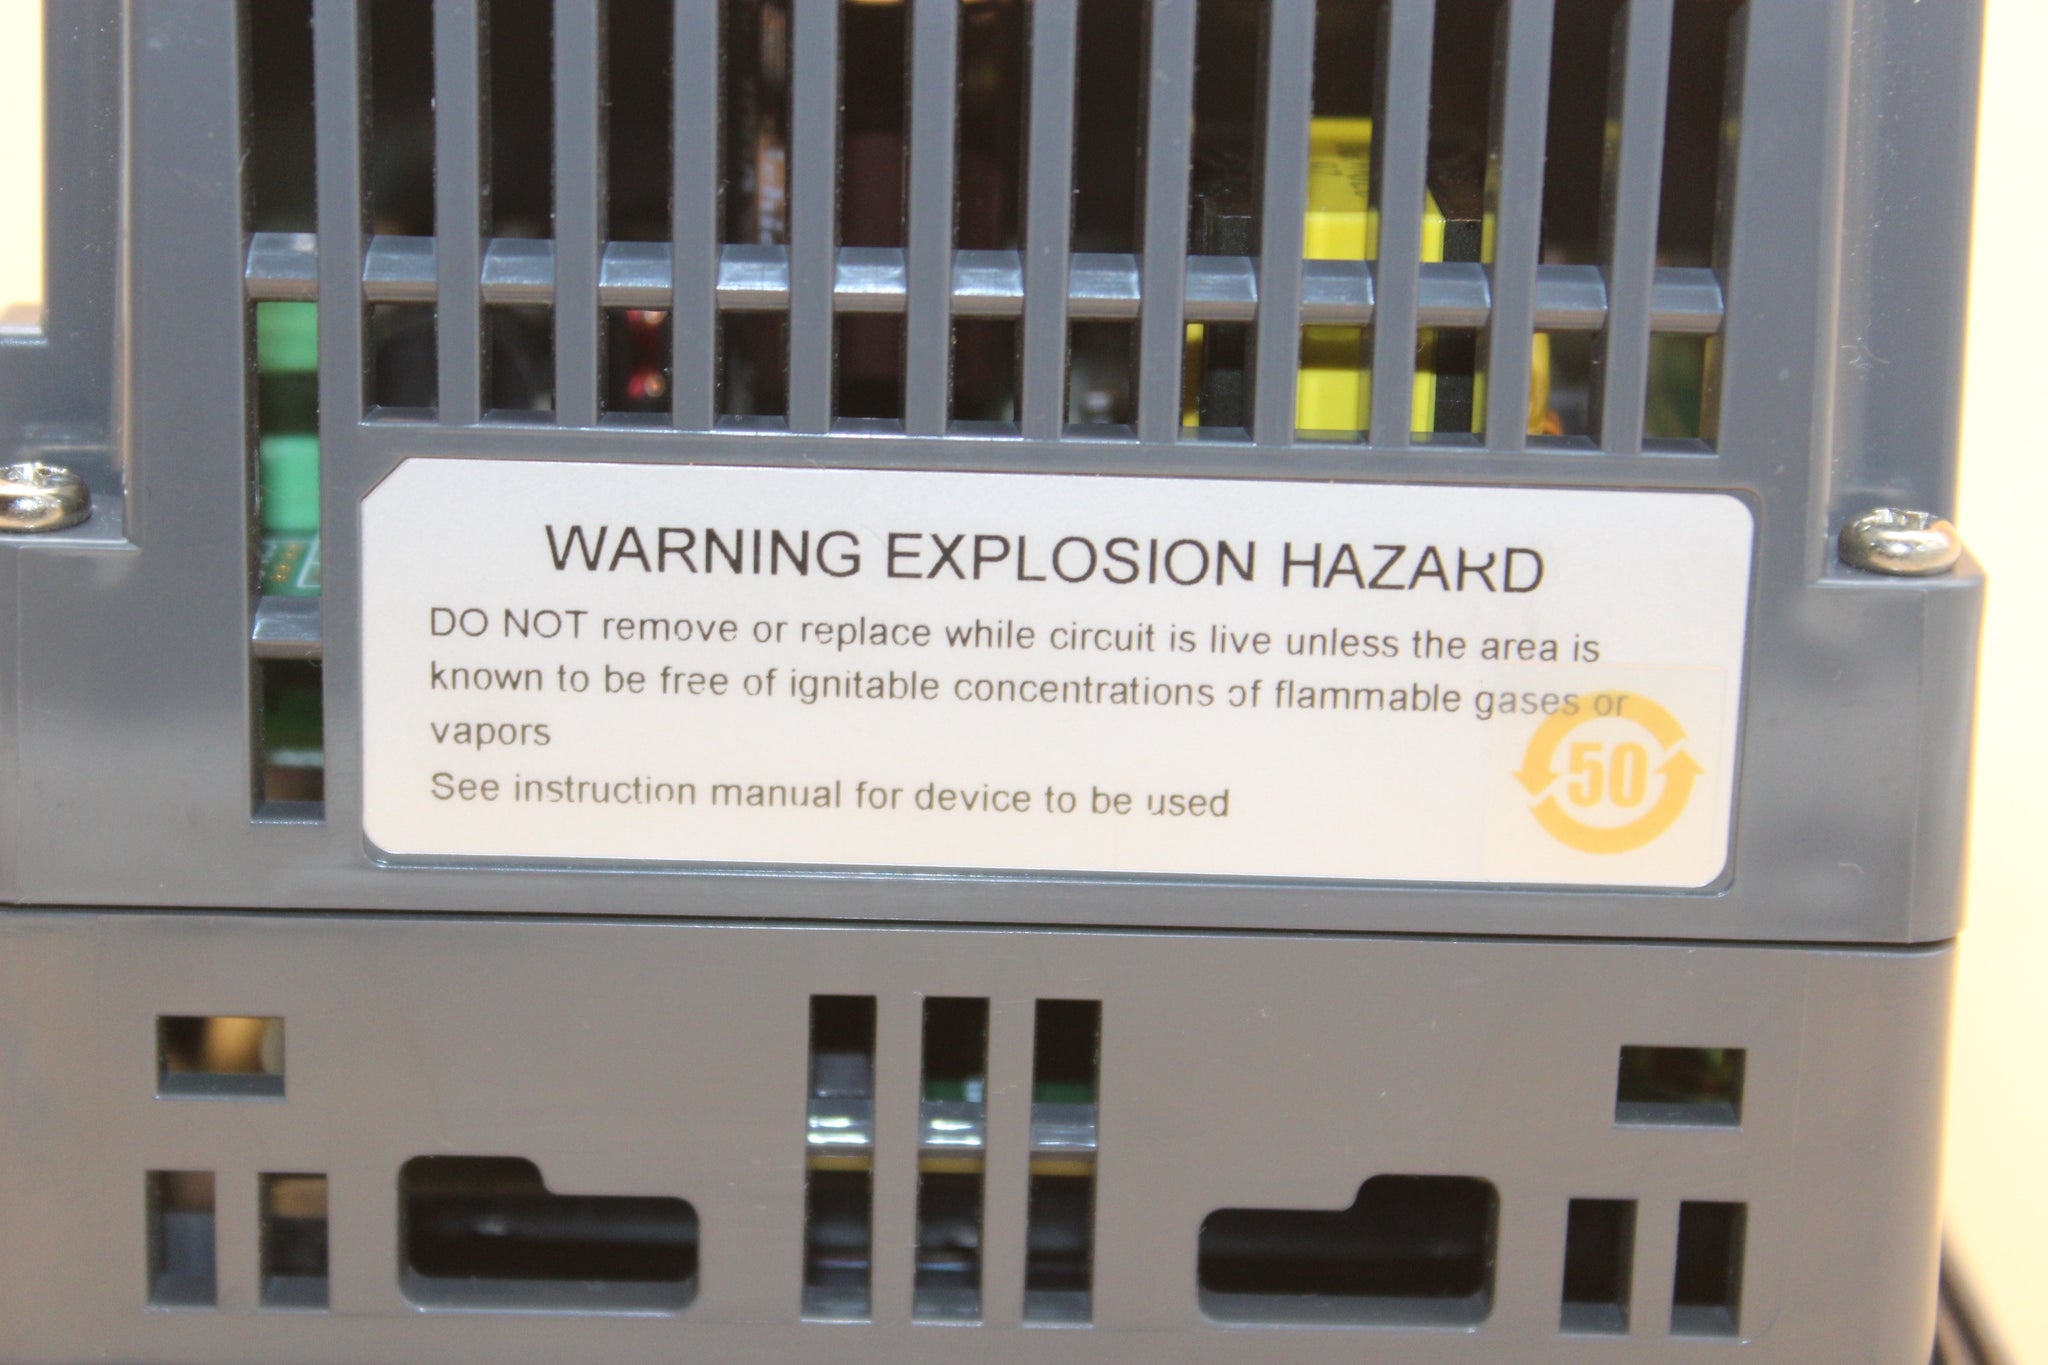 WARNING EXPLOSION HAZARD
DO NOT remove or replace while circuit is live unless the area is
known to be free of ignitable concentrations of flammable gases or
vapors
See instruction manual for device to be used
50